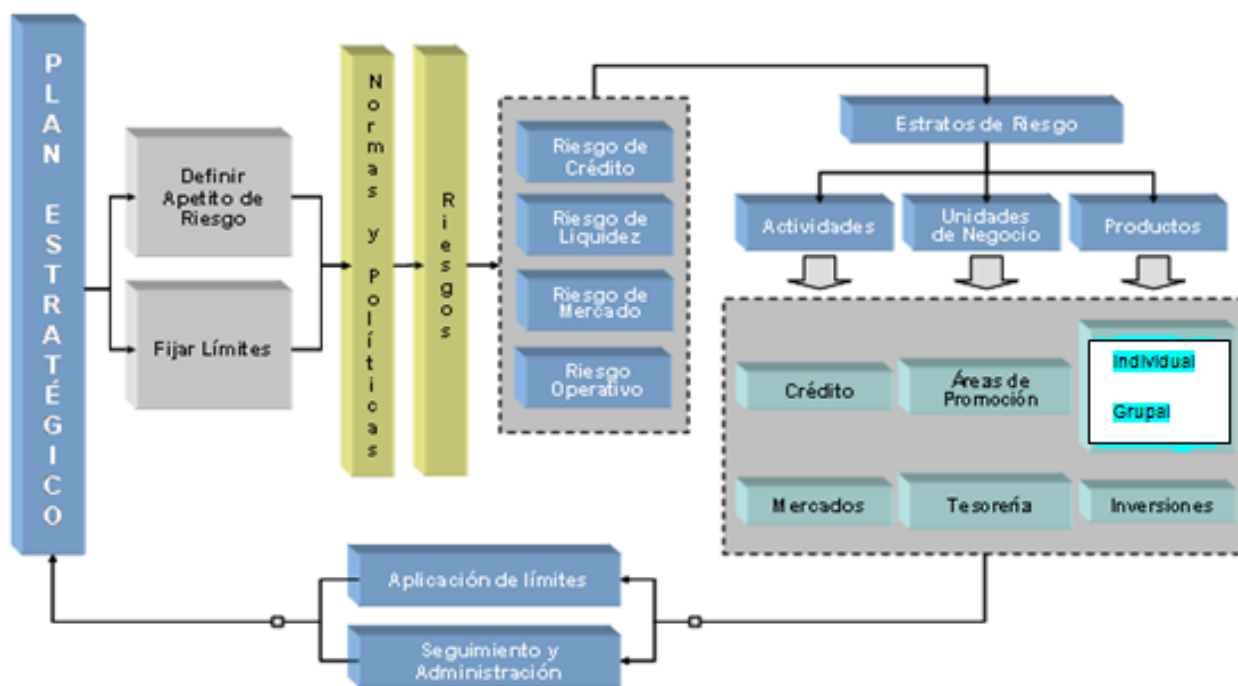 PLAN ESTRATÉGICO
Definir
Apetito de
Riesgo
Fijar Límites
Normas y Políticas
Riesgos
Riesgo de
Crédito
Riesgo de
Liquidez
Riesgo de
Mercado
Riesgo
Operativo
Estratos de Riesgo
Actividades
Unidades
de Negocio
Productos
Crédito
Áreas de
Promoción
Individual
Grupal
Mercados
Tesorería
Inversiones
Aplicación de límites
Seguimiento y
Administración